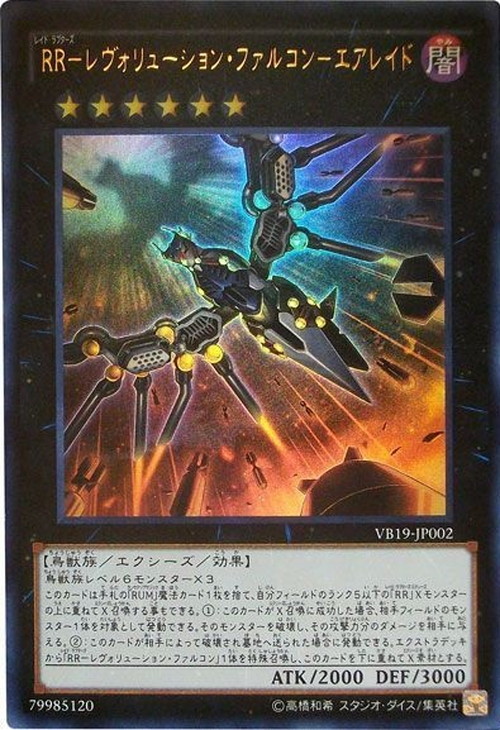 レイド ラプターズ
RR－レヴォリューション・ファルコン－エアレイド
やみ
闇
VB19-JP002
【鳥獣族／エクシーズ／効果】
鳥獣族レベル６モンスター×３
このカードは手札の「RUM」魔法カード１枚を捨て、自分フィールドのランク５以下の「RR」Xモンスタ
ーの上に重ねてX召喚する事もできる。①：このカードがX召喚に成功した場合、相手フィールドのモン
スター１体を対象として発動できる。そのモンスターを破壊し、その攻撃力分のダメージを相手に与
える。②：このカードが相手によって破壊され墓地へ送られた場合に発動できる。エクストラデッキ
から「RR－レヴォリューション・ファルコン」１体を特殊召喚し、このカードを下に重ねてX素材とする。
ATK/2000 DEF/3000
79985120
©高橋和希 スタジオ・ダイス/集英社